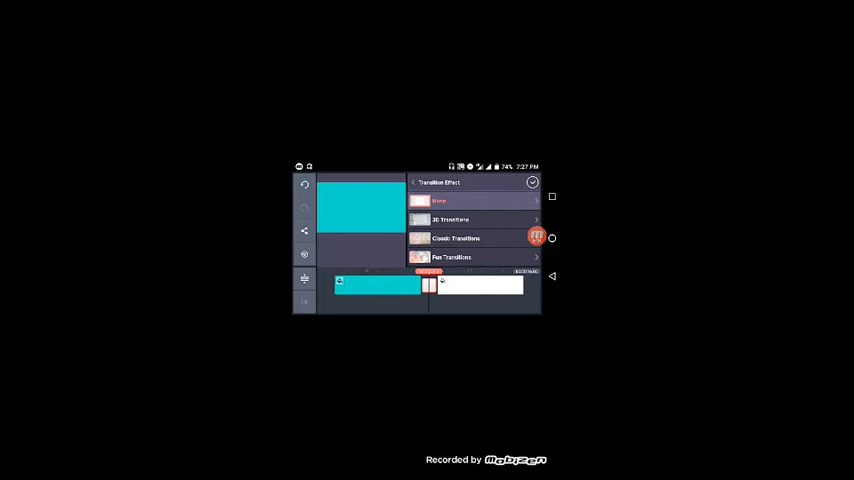 74% 7:27 PM
Transition Effect
None
3D Transitions
Classic Transitions
Fun Transitions
Recorded by Mobizen